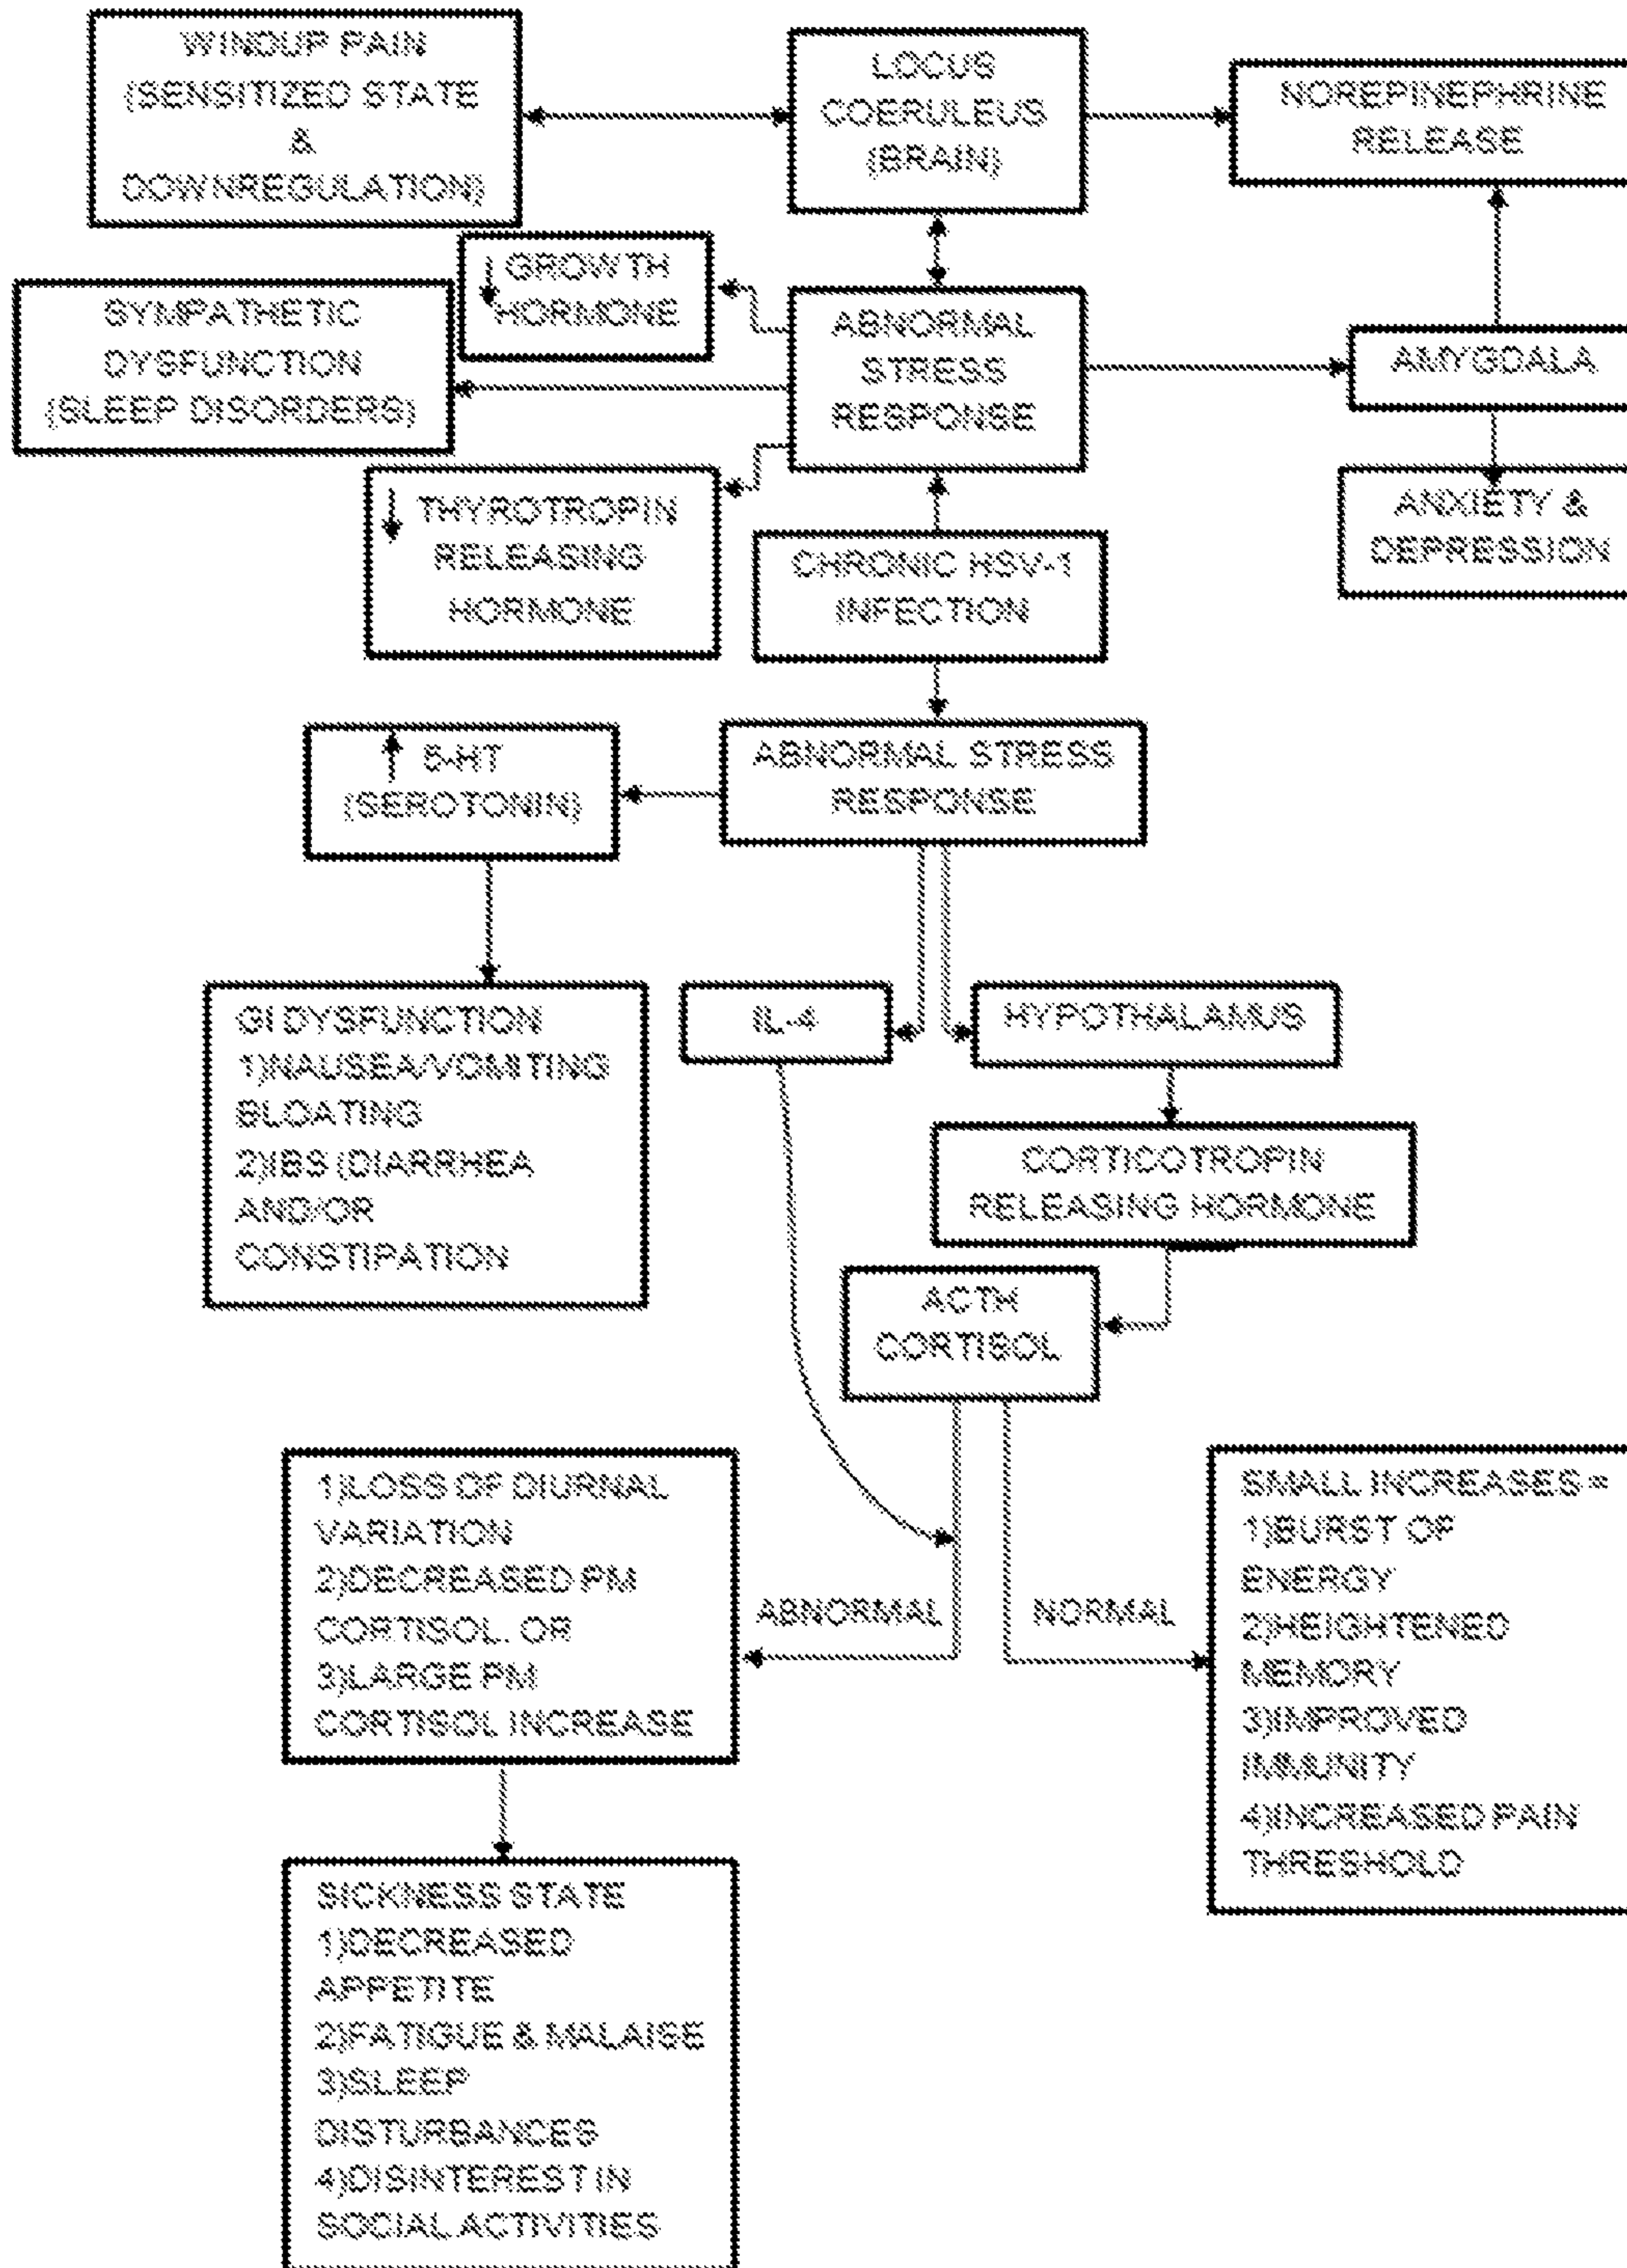 WINDUP PAIN
(SENSITIZED STATE
&
DOWNREGULATION)
LOCUS
COERULEUS
(BRAIN)
NOREPINEPHRINE
RELEASE
↓ GROWTH
HORMONE
SYMPATHETIC
DYSFUNCTION
(SLEEP DISORDERS)
ABNORMAL
STRESS
RESPONSE
AMYGDALA
↓ THYROTROPIN
RELEASING
HORMONE
CHRONIC HSV-1
INFECTION
ANXIETY &
DEPRESSION
↑ 5-HT
(SEROTONIN)
ABNORMAL STRESS
RESPONSE
GI DYSFUNCTION
1)NAUSEA/VOMITING
BLOATING
2)IBS (DIARRHEA
AND/OR
CONSTIPATION
IL-4
HYPOTHALAMUS
CORTICOTROPIN
RELEASING HORMONE
ACTH
CORTISOL
ABNORMAL
NORMAL
1)LOSS OF DIURNAL
VARIATION
2)DECREASED PM
CORTISOL. OR
3)LARGE PM
CORTISOL INCREASE
SMALL INCREASES =
1)BURST OF
ENERGY
2)HEIGHTENED
MEMORY
3)IMPROVED
IMMUNITY
4)INCREASED PAIN
THRESHOLD
SICKNESS STATE
1)DECREASED
APPETITE
2)FATIGUE & MALAISE
3)SLEEP
DISTURBANCES
4)DISINTEREST IN
SOCIAL ACTIVITIES